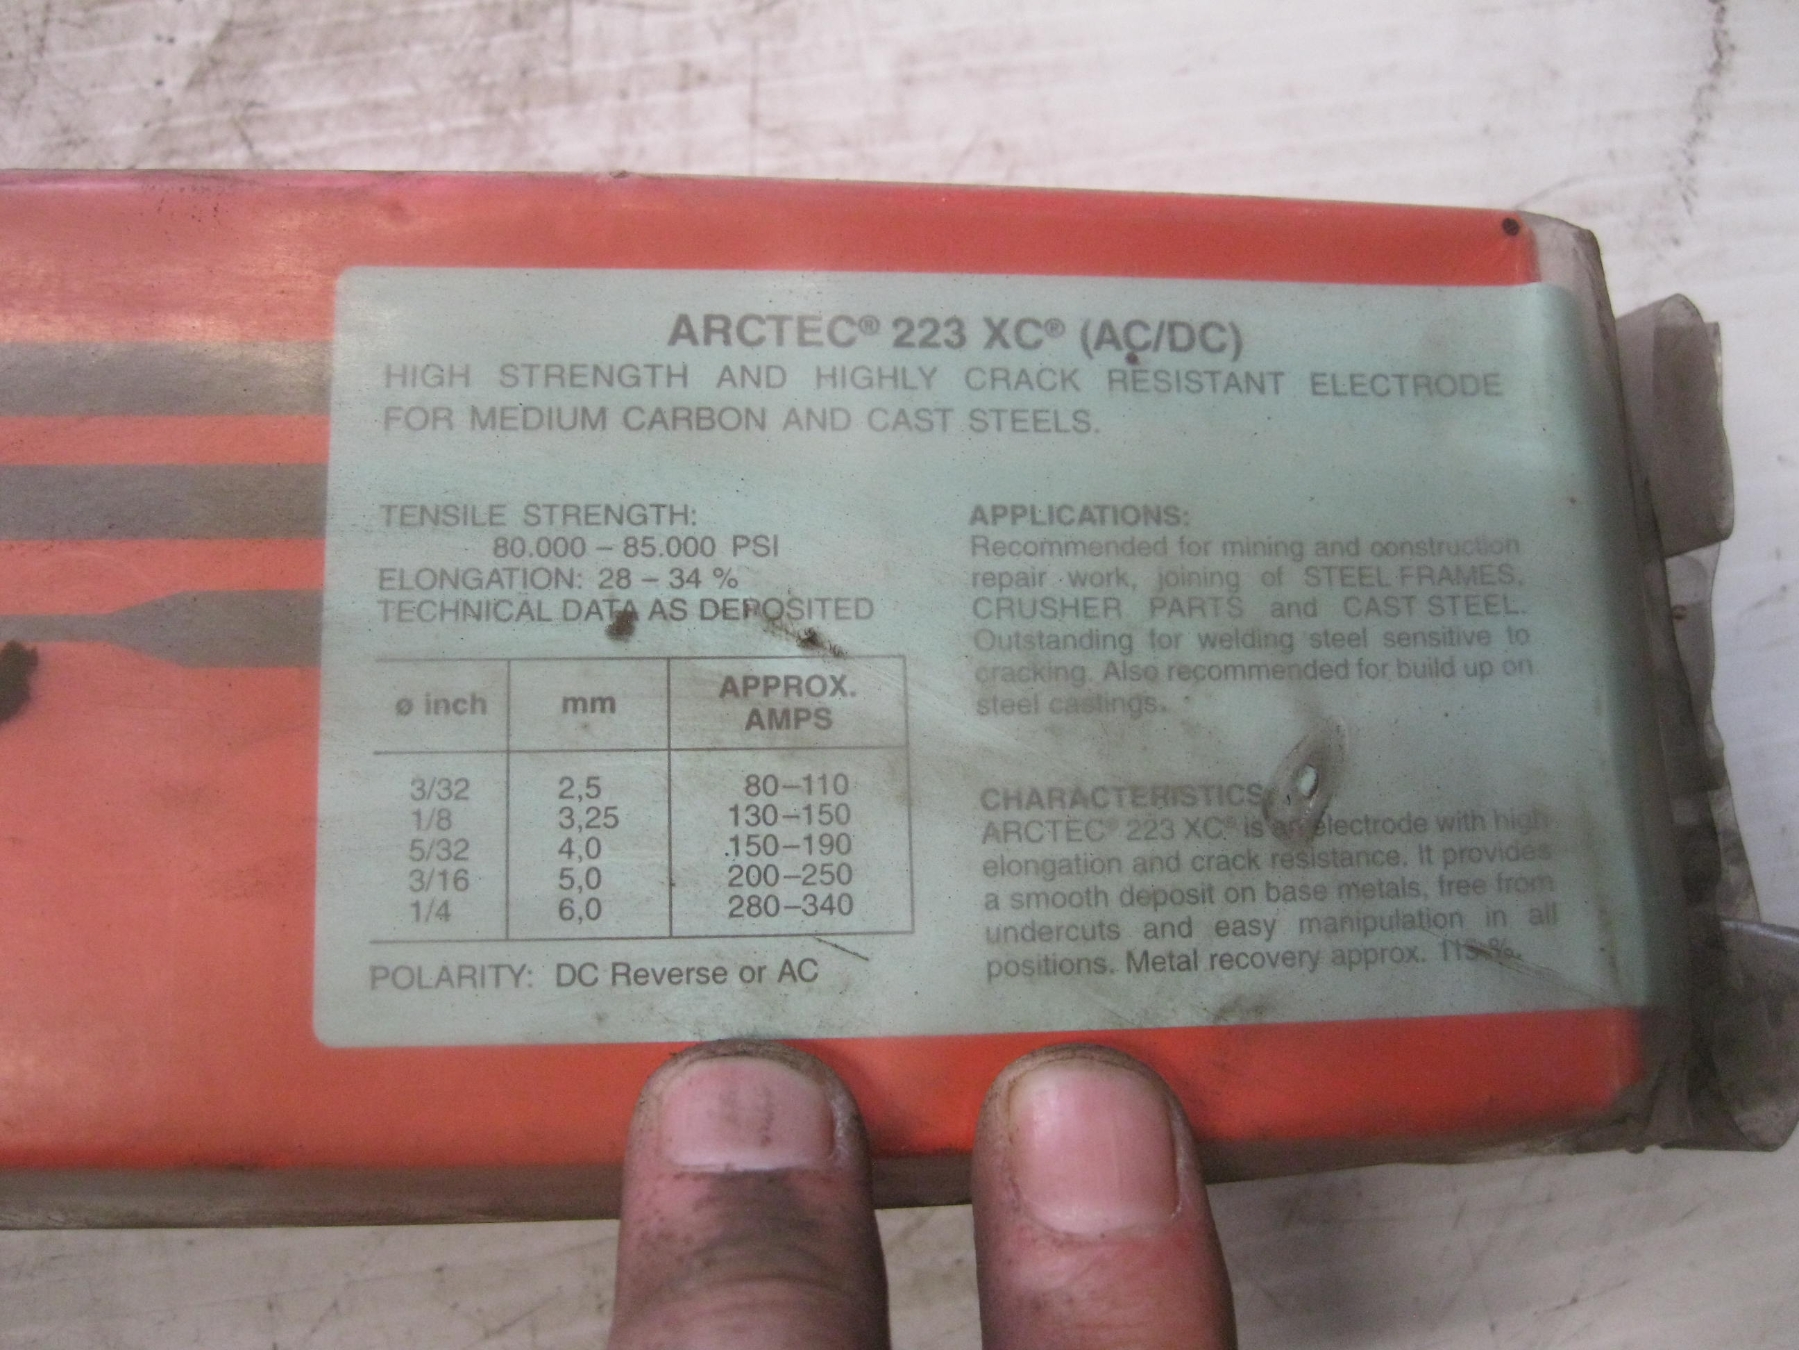 ARCTEC® 223 XC® (AC/DC)
HIGH STRENGTH AND HIGHLY CRACK RESISTANT ELECTRODE
FOR MEDIUM CARBON AND CAST STEELS.
TENSILE STRENGTH:
80.000 – 85.000 PSI
ELONGATION: 28 – 34 %
TECHNICAL DATA AS DEPOSITED
ø inch mm APPROX. AMPS
3/32 2,5 80–110
1/8 3,25 130–150
5/32 4,0 150–190
3/16 5,0 200–250
1/4 6,0 280–340
POLARITY: DC Reverse or AC
APPLICATIONS:
Recommended for mining and construction
repair work, joining of STEEL FRAMES,
CRUSHER PARTS and CAST STEEL.
Outstanding for welding steel sensitive to
cracking. Also recommended for build up on
steel castings.
CHARACTERISTICS
ARCTEC® 223 XC® is an electrode with high
elongation and crack resistance. It provides
a smooth deposit on base metals, free from
undercuts and easy manipulation in all
positions. Metal recovery approx. 115 %.